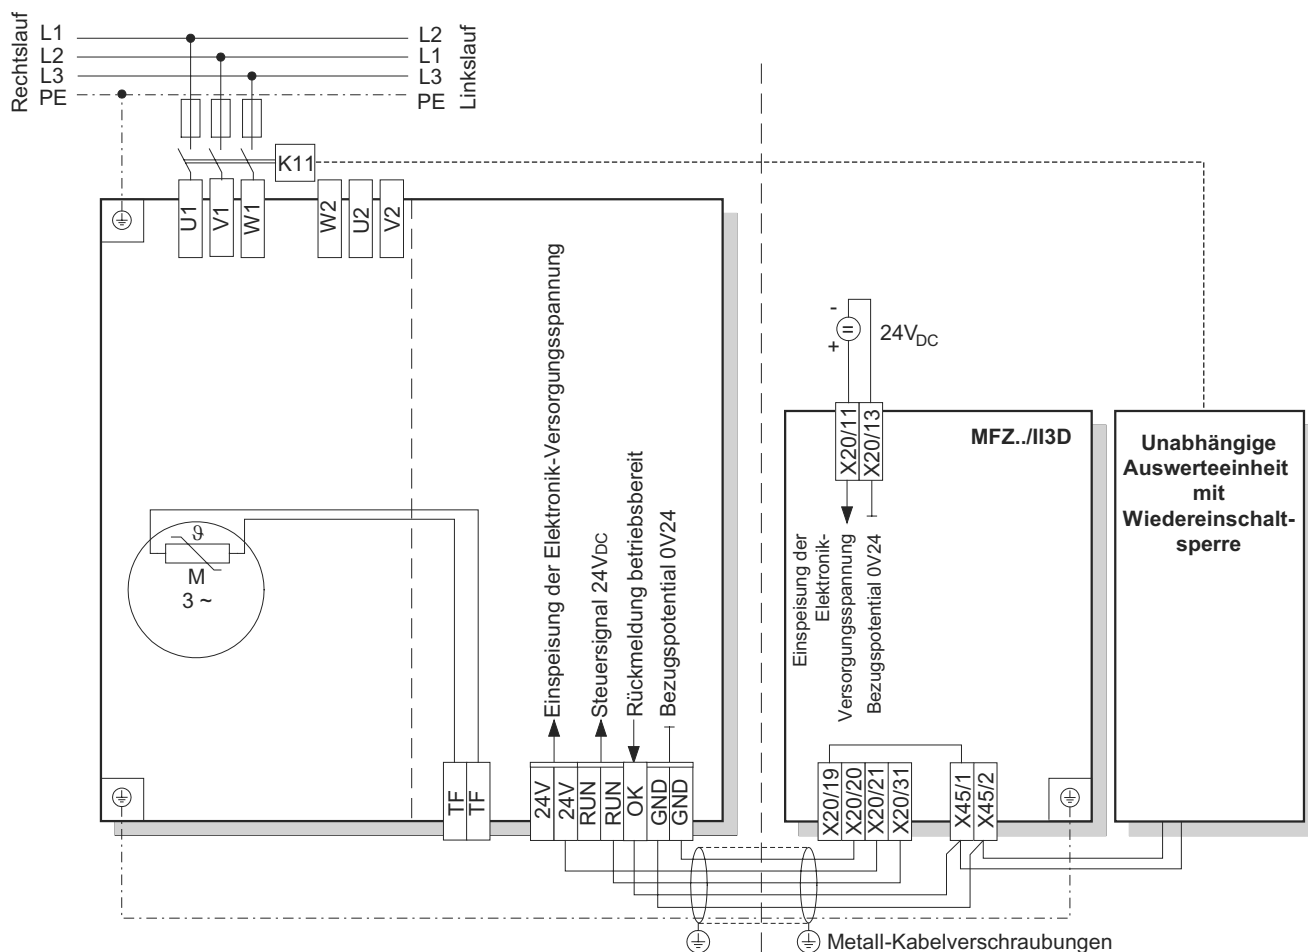 Rechtslauf
L1
L2
L3
PE
L2
L1
L3
PE
Linkslauf
K11
U1
V1
W1
W2
U2
V2
ϑ
M
3 ~
Einspeisung der Elektronik-Versorgungsspannung
Steuersignal 24VDC
Rückmeldung betriebsbereit
Bezugspotential 0V24
TF
TF
24V
24V
RUN
RUN
OK
GND
GND
-
+
=
24VDC
X20/11
X20/13
MFZ../II3D
Einspeisung der
Elektronik-
Versorgungsspannung
Bezugspotential 0V24
X20/19
X20/20
X20/21
X20/31
X45/1
X45/2
Unabhängige
Auswerteeinheit
mit
Wiedereinschalt-
sperre
Metall-Kabelverschraubungen